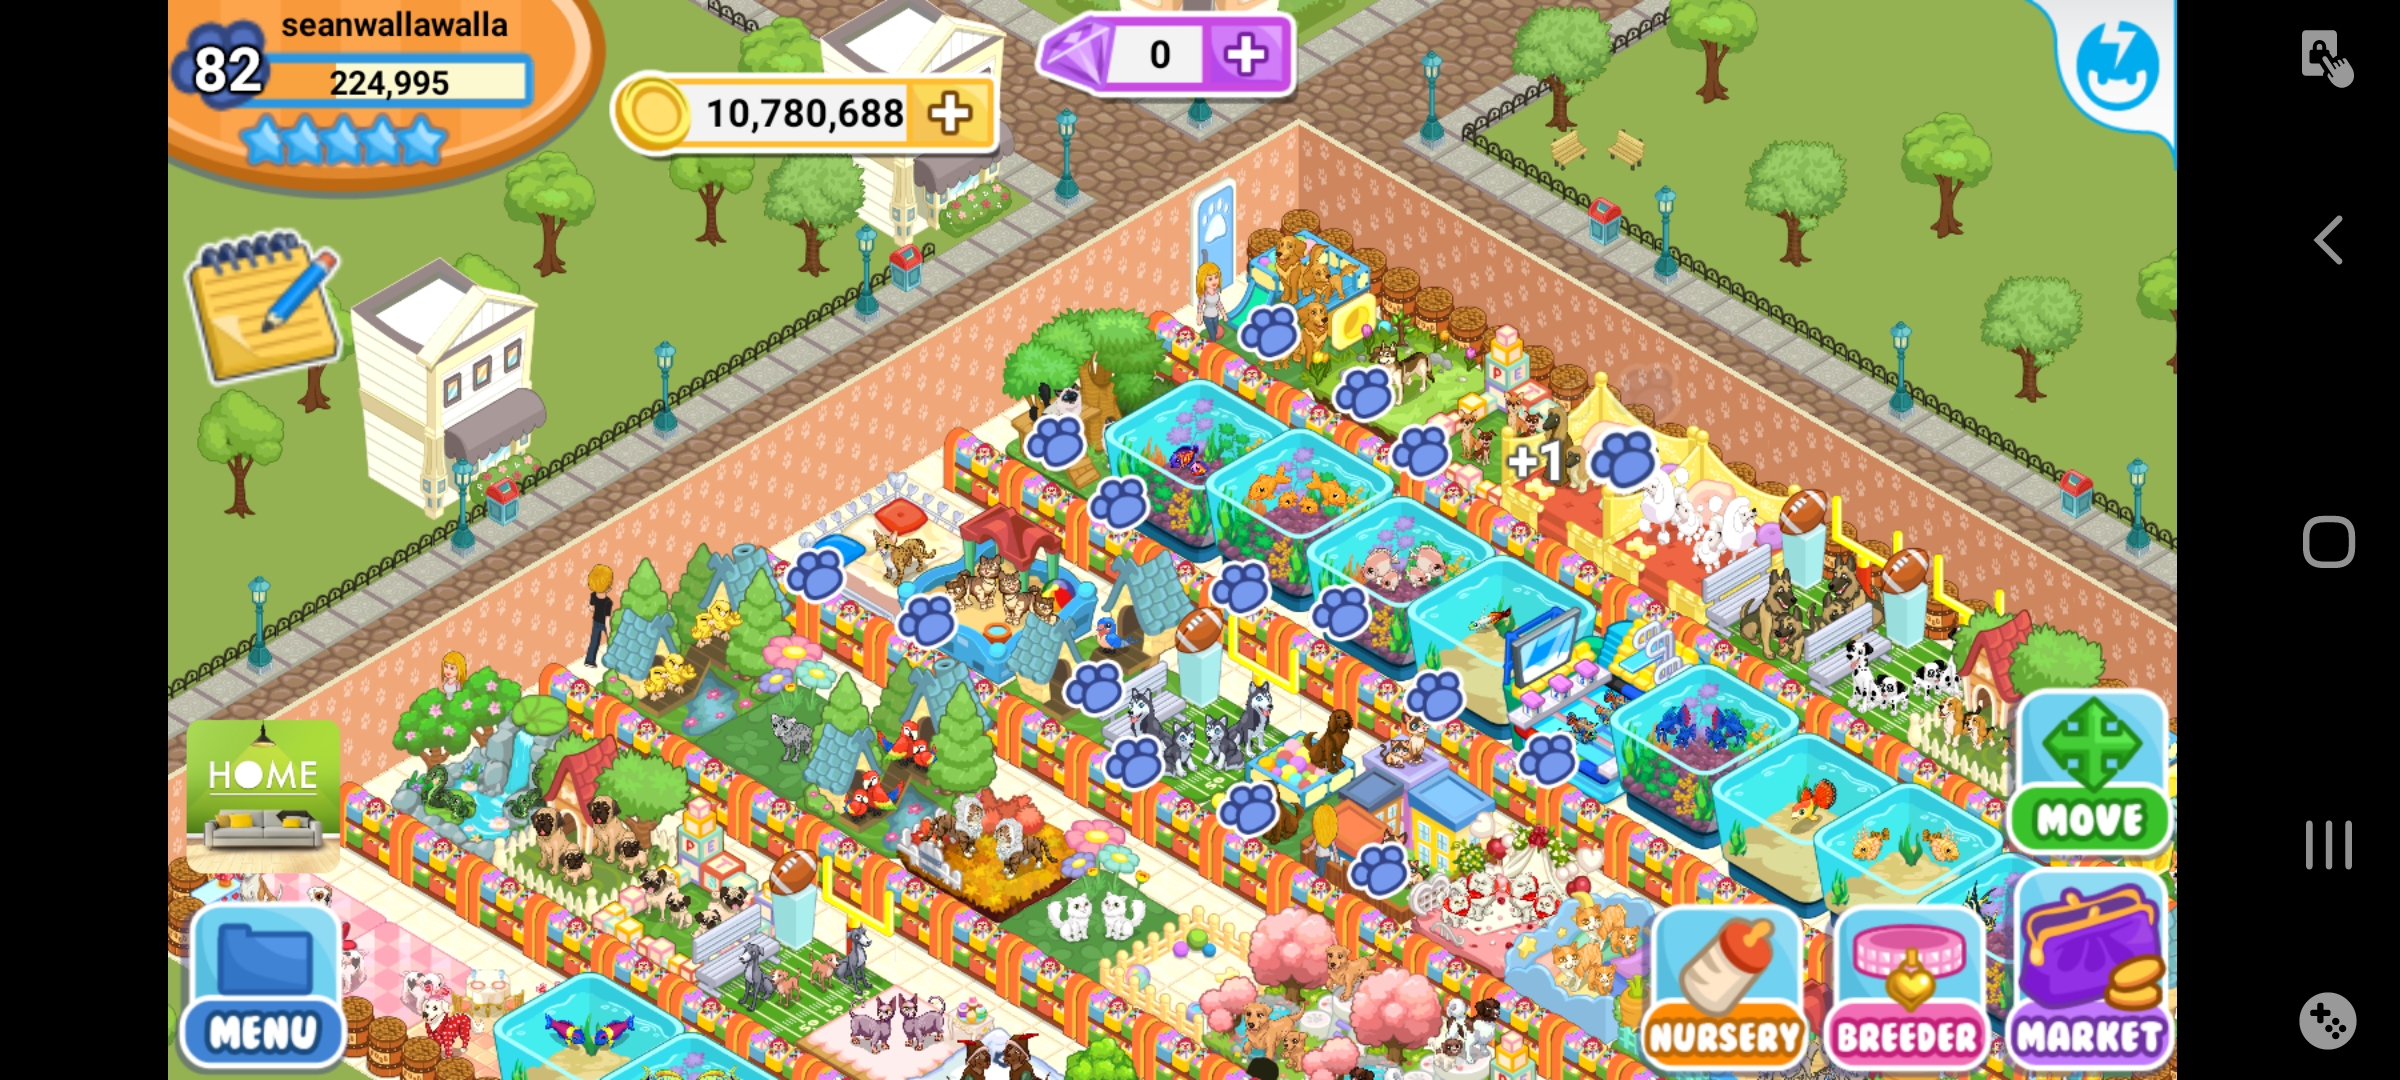 seanwallawalla
82
224,995
10,780,688
0
+1
HOME
MENU
MOVE
NURSERY
BREEDER
MARKET